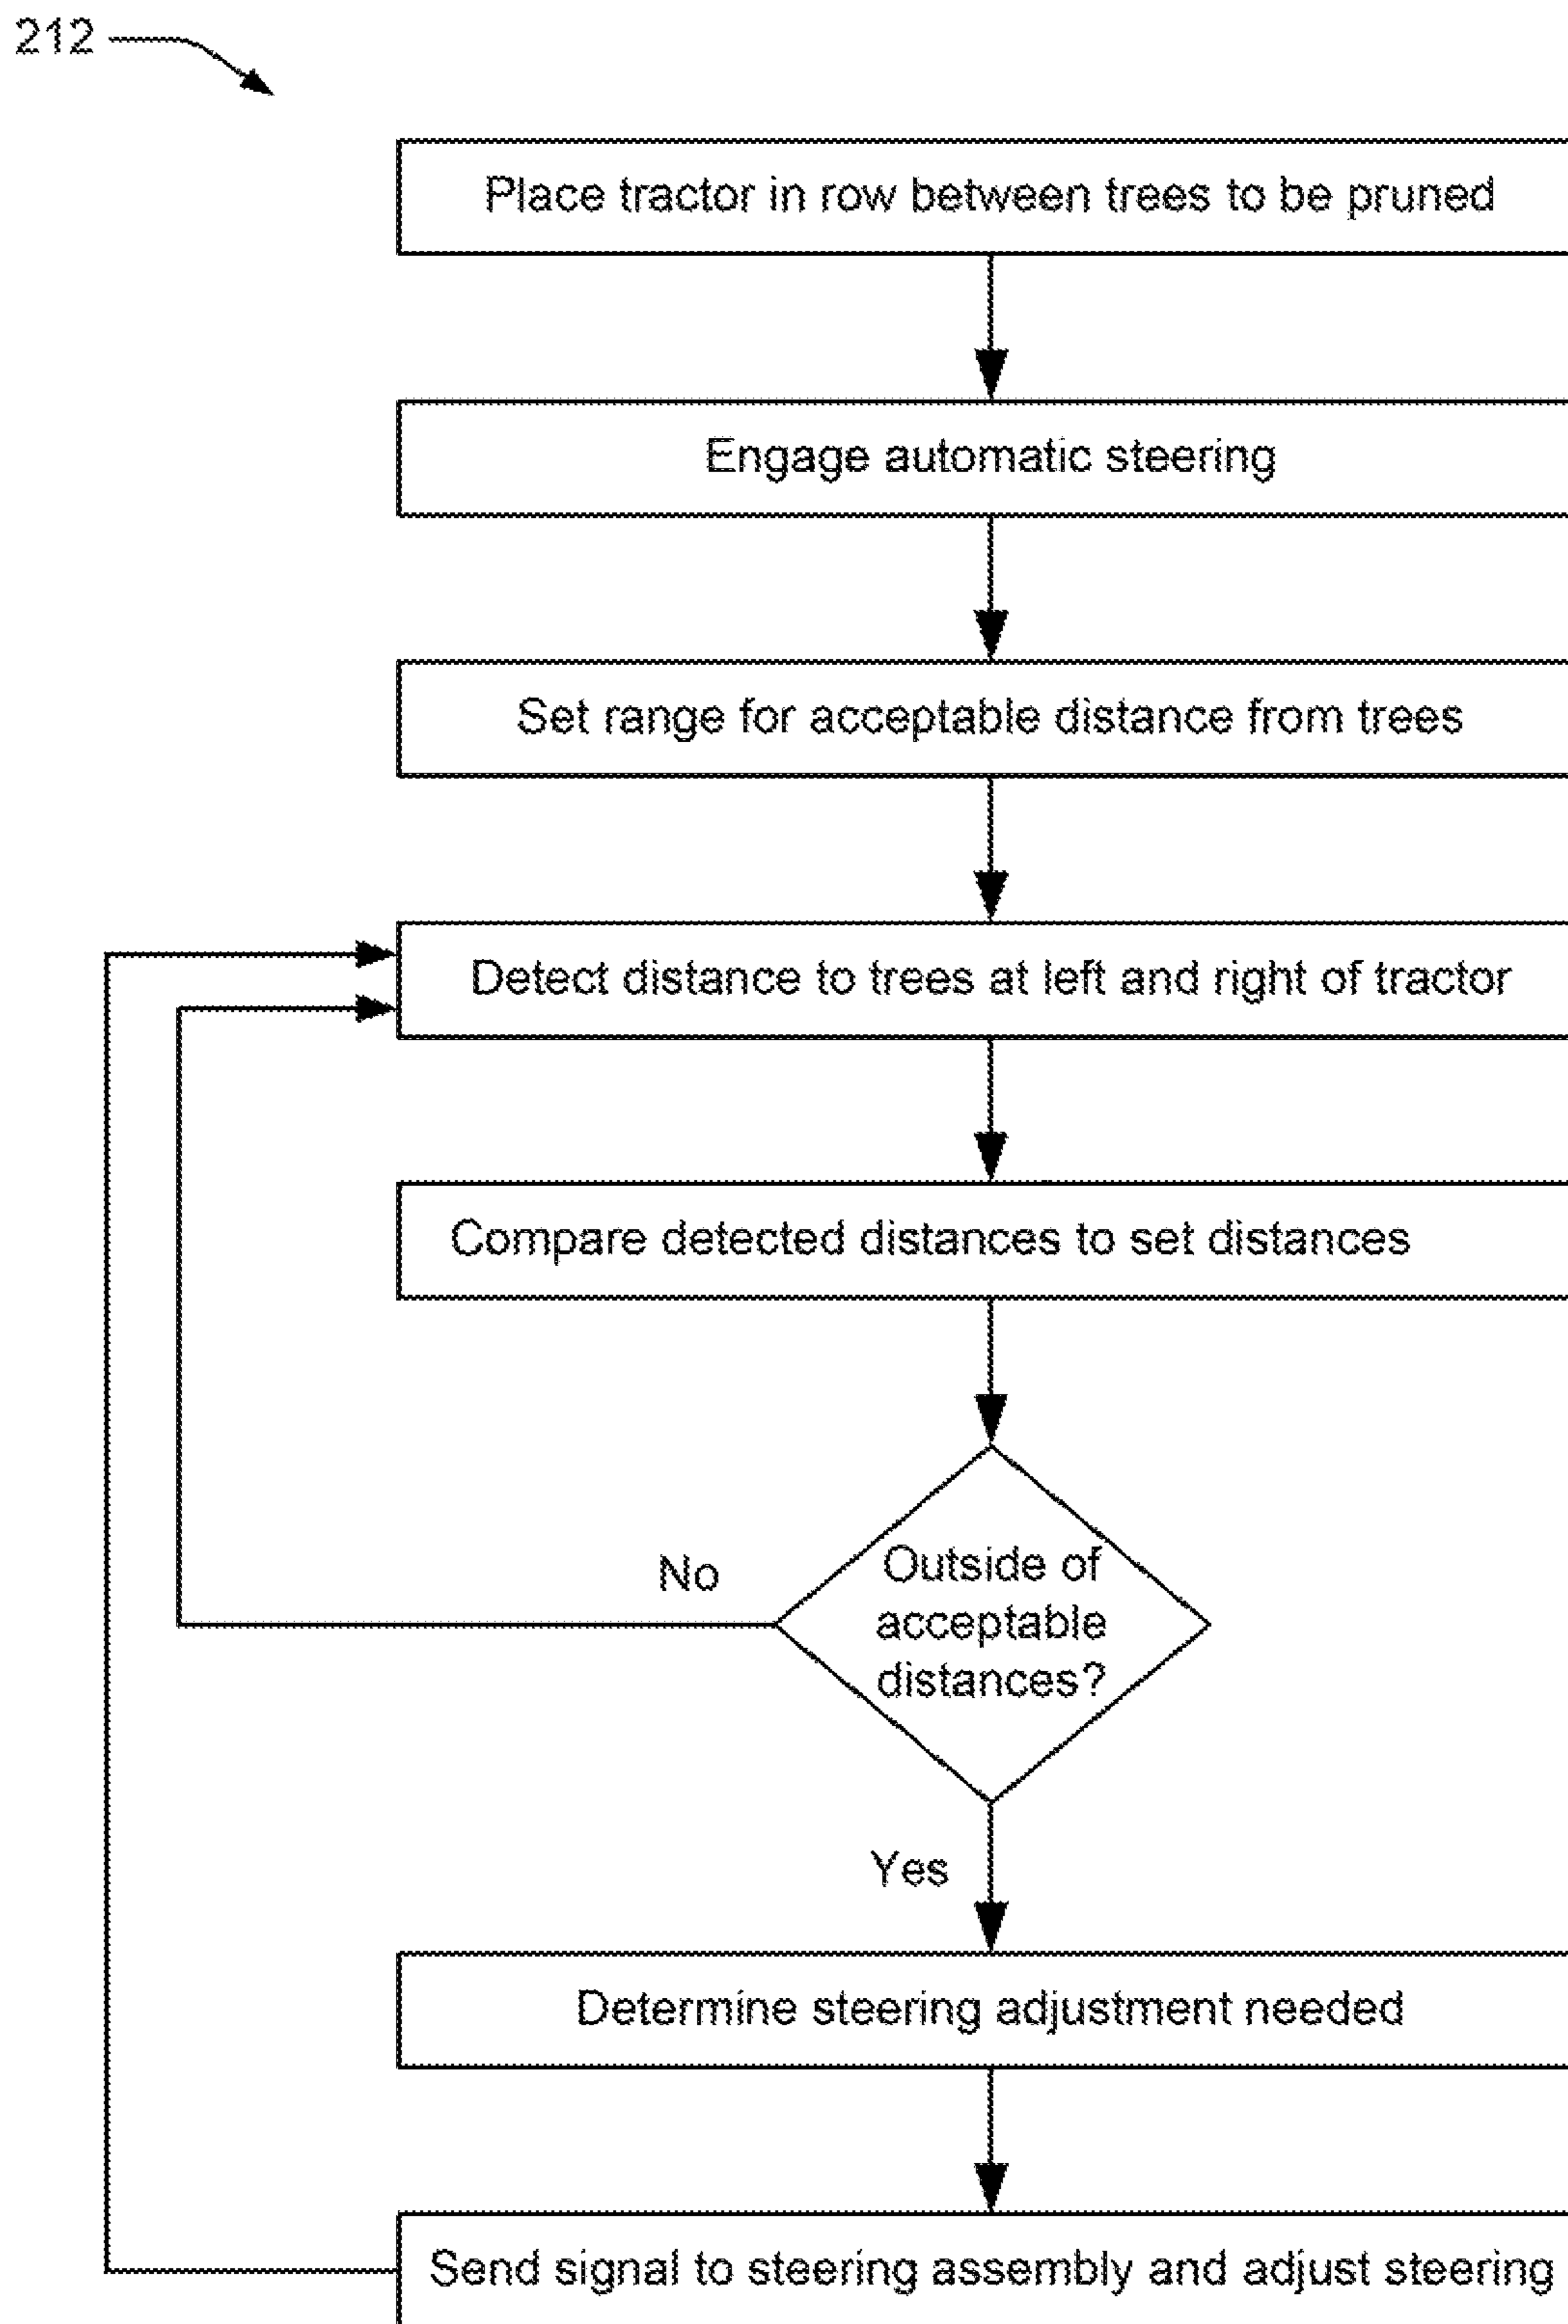 212
Place tractor in row between trees to be pruned
Engage automatic steering
Set range for acceptable distance from trees
Detect distance to trees at left and right of tractor
Compare detected distances to set distances
No
Outside of
acceptable
distances?
Yes
Determine steering adjustment needed
Send signal to steering assembly and adjust steering